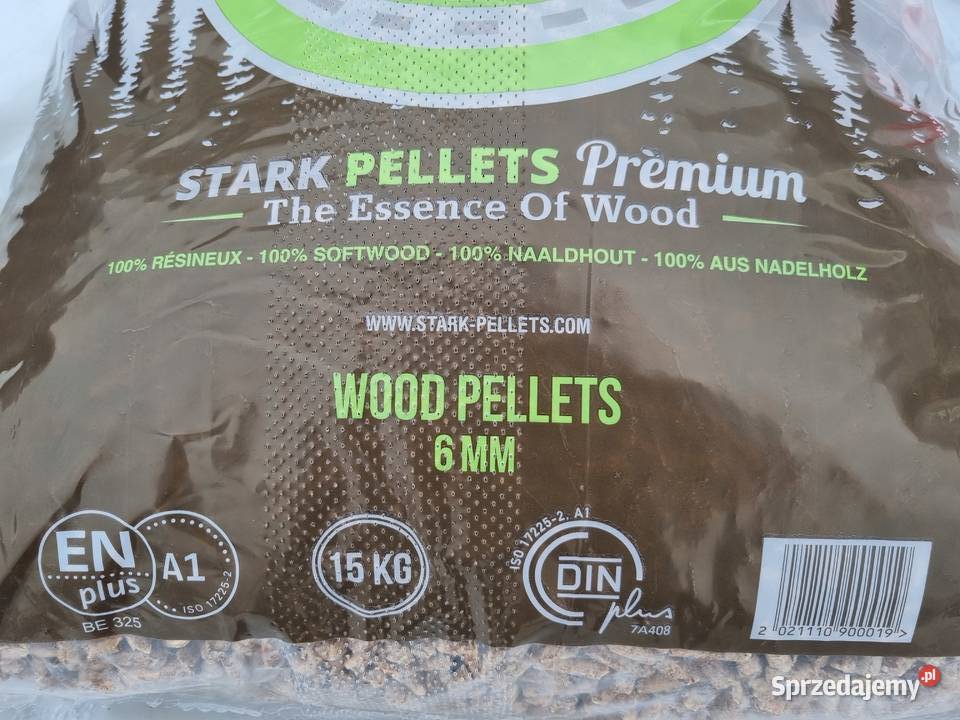 STARK PELLETS Premium
The Essence Of Wood
100% RÉSINEUX - 100% SOFTWOOD - 100% NAALDHOUT - 100% AUS NADELHOLZ
WWW.STARK-PELLETS.COM
WOOD PELLETS
6 MM
EN
plus
A1
ISO 17225-2
BE 325
15 KG
ISO 17225-2, A1
DIN
plus
7A408
2 021110 900019 >
Sprzedajemy.pl